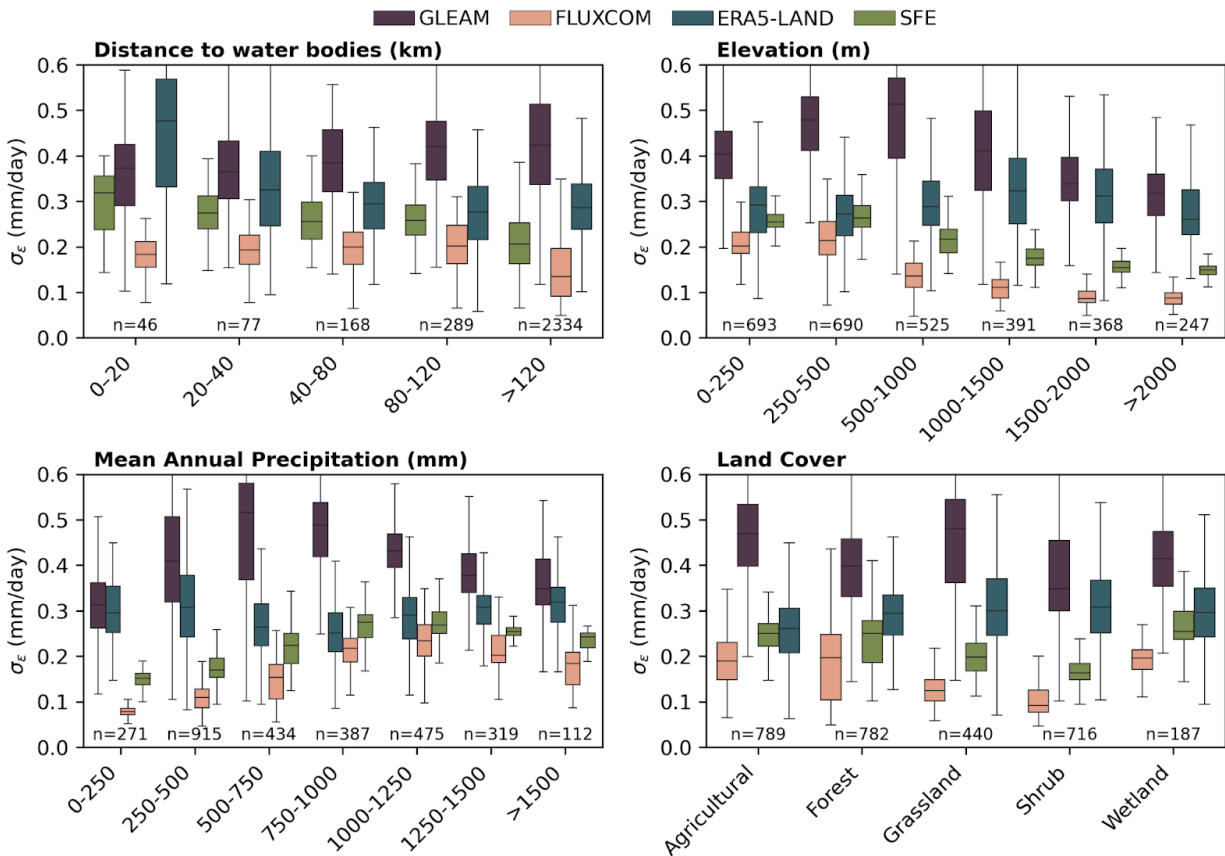 GLEAM FLUXCOM ERA5-LAND SFE
Distance to water bodies (km)
σε (mm/day)
0.6
0.5
0.4
0.3
0.2
0.1
0.0
n=46 n=77 n=168 n=289 n=2334
0–20 20–40 40–80 80-120 >120
Elevation (m)
σε (mm/day)
0.6
0.5
0.4
0.3
0.2
0.1
0.0
n=693 n=690 n=525 n=391 n=368 n=247
0-250 250-500 500-1000 1000-1500 1500-2000 >2000
Mean Annual Precipitation (mm)
σε (mm/day)
0.6
0.5
0.4
0.3
0.2
0.1
0.0
n=271 n=915 n=434 n=387 n=475 n=319 n=112
0-250 250-500 500-750 750-1000 1000-1250 1250-1500 >1500
Land Cover
σε (mm/day)
0.6
0.5
0.4
0.3
0.2
0.1
0.0
n=789 n=782 n=440 n=716 n=187
Agricultural Forest Grassland Shrub Wetland